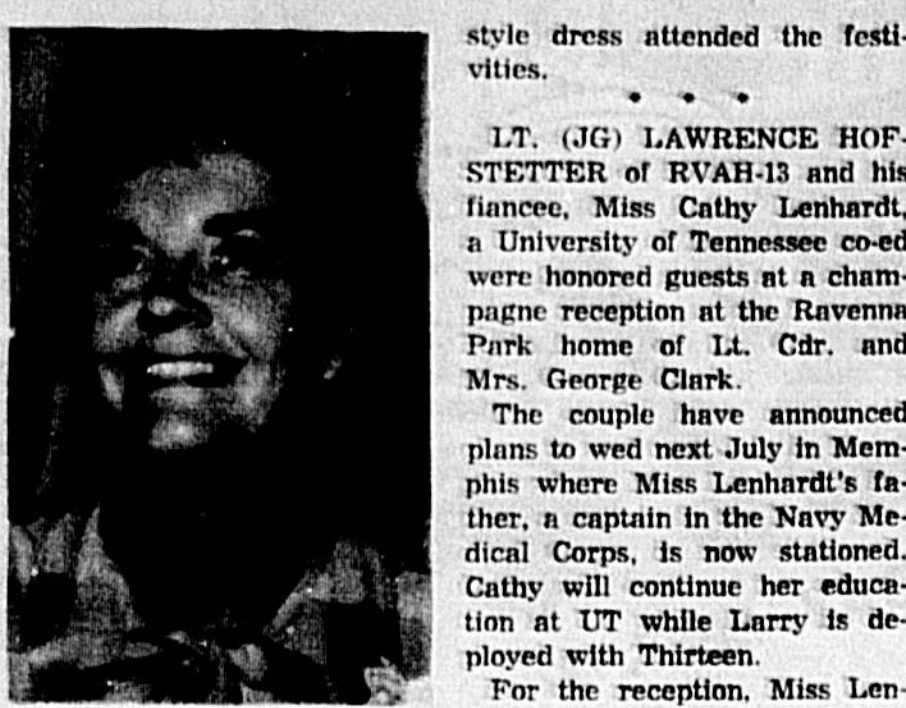 style dress attended the festi-
vities.
LT. (JG) LAWRENCE HOF-
STETTER of RVAH-13 and his
fiancee, Miss Cathy Lenhardt,
a University of Tennessee co-ed
were honored guests at a cham-
pagne reception at the Ravenna
Park home of Lt. Cdr. and
Mrs. George Clark.
The couple have announced
plans to wed next July in Mem-
phis where Miss Lenhardt's fa-
ther, a captain in the Navy Me-
dical Corps, is now stationed.
Cathy will continue her educa-
tion at UT while Larry is de-
ployed with Thirteen.
For the reception, Miss Len-